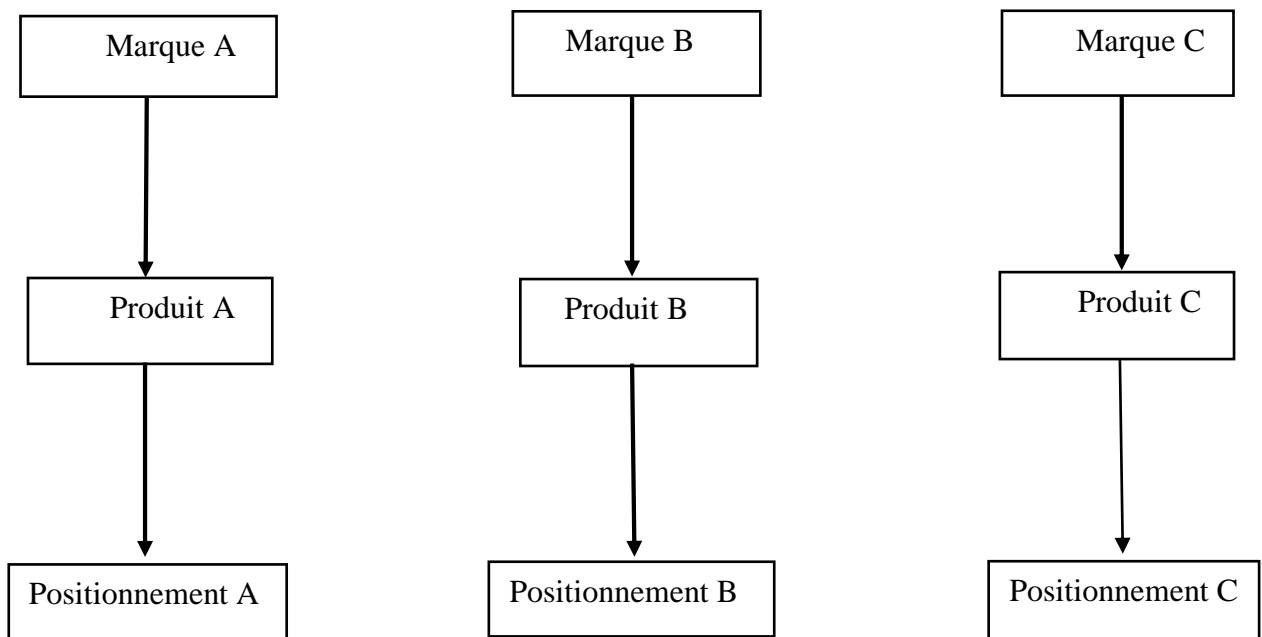 Marque A
Marque B
Marque C
Produit A
Produit B
Produit C
Positionnement A
Positionnement B
Positionnement C